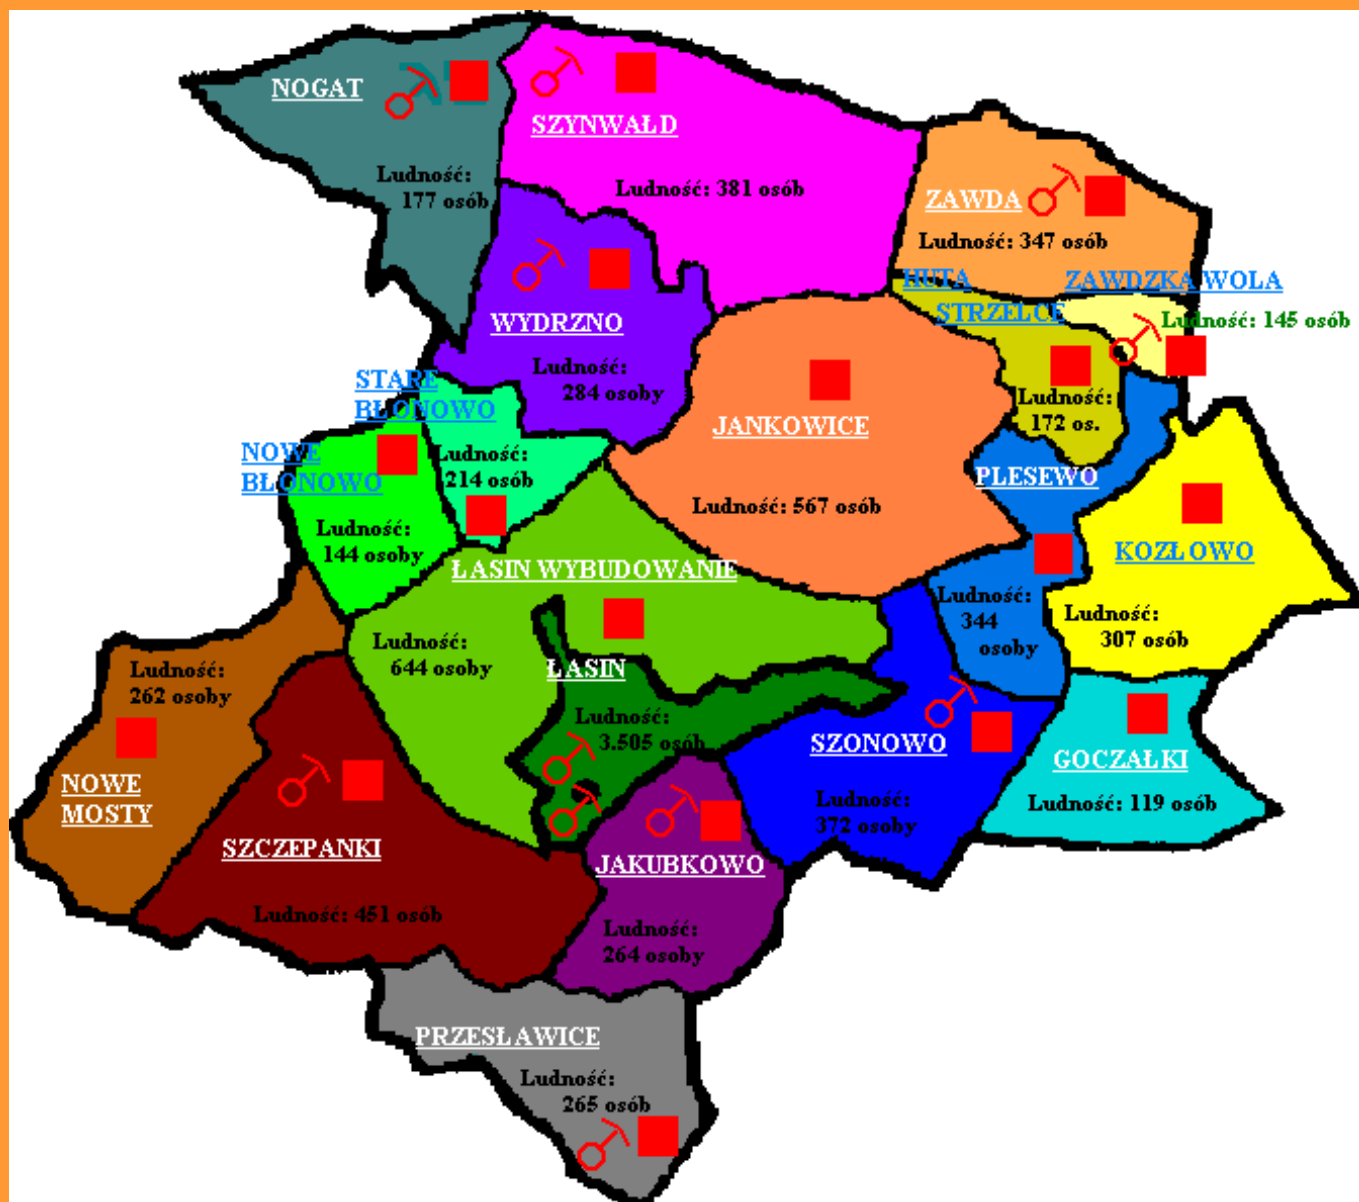 NOGAT
Ludność:
177 osób
SZYNWAŁD
Ludność: 381 osób
ZAWDA
Ludność: 347 osób
HUTA
STRZELCE
Ludność:
172 os.
ZAWDZKA WOLA
Ludność: 145 osób
WYDRZNO
Ludność:
284 osoby
STARE
BŁONOWO
Ludność:
214 osób
NOWE
BŁONOWO
Ludność:
144 osoby
JANKOWICE
Ludność: 567 osób
PLESEWO
Ludność:
344
osoby
KOZŁOWO
Ludność:
307 osób
ŁASIN WYBUDOWANIE
Ludność:
644 osoby
ŁASIN
Ludność:
3.505 osób
Ludność:
262 osoby
NOWE
MOSTY
SZCZEPANKI
Ludność: 451 osób
SZONOWO
Ludność:
372 osoby
GOCZAŁKI
Ludność: 119 osób
JAKUBKOWO
Ludność:
264 osoby
PRZESŁAWICE
Ludność:
265 osób